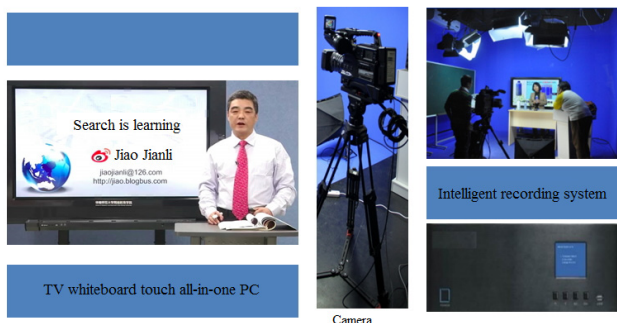 Search is learning
Jiao Jianli
jiaojianli@126.com
http://jiao.blogbus.com
TV whiteboard touch all-in-one PC
Camera
Intelligent recording system